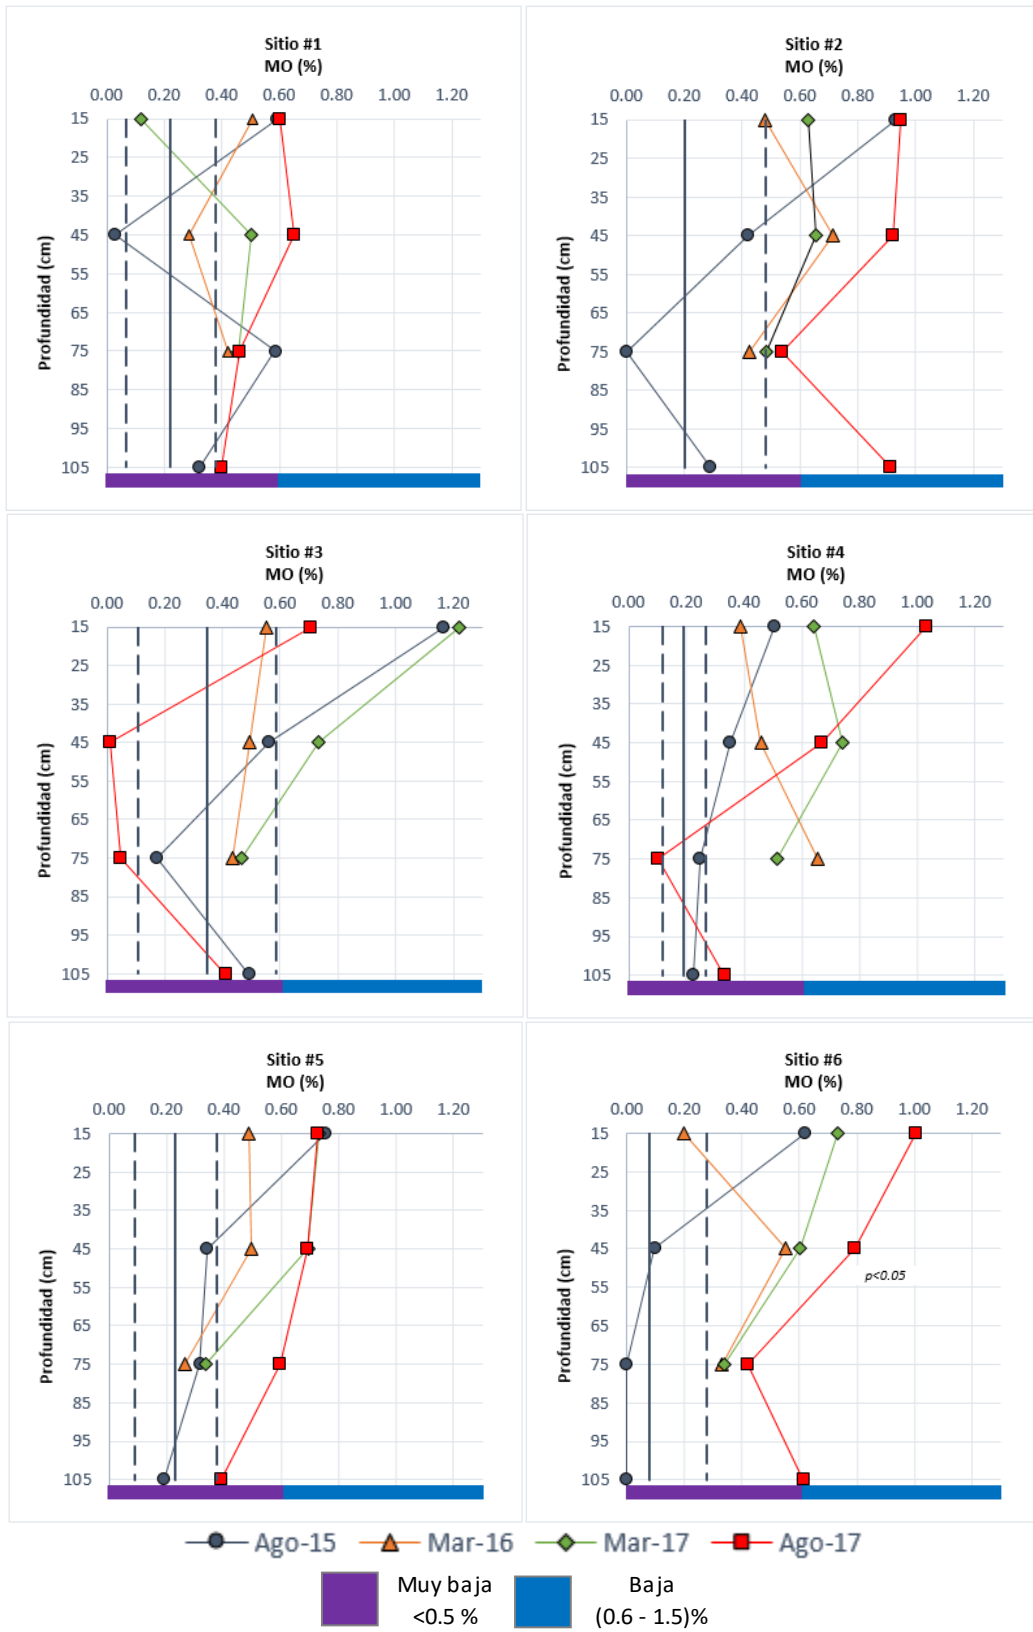 Sitio #1
MO (%)
0.00 0.20 0.40 0.60 0.80 1.00 1.20
Profundidad (cm)
15
25
35
45
55
65
75
85
95
105
Sitio #2
MO (%)
0.00 0.20 0.40 0.60 0.80 1.00 1.20
Profundidad (cm)
15
25
35
45
55
65
75
85
95
105
Sitio #3
MO (%)
0.00 0.20 0.40 0.60 0.80 1.00 1.20
Profundidad (cm)
15
25
35
45
55
65
75
85
95
105
Sitio #4
MO (%)
0.00 0.20 0.40 0.60 0.80 1.00 1.20
Profundidad (cm)
15
25
35
45
55
65
75
85
95
105
Sitio #5
MO (%)
0.00 0.20 0.40 0.60 0.80 1.00 1.20
Profundidad (cm)
15
25
35
45
55
65
75
85
95
105
Sitio #6
MO (%)
0.00 0.20 0.40 0.60 0.80 1.00 1.20
Profundidad (cm)
15
25
35
45
55
65
75
85
95
105
p<0.05
Ago-15 Mar-16 Mar-17 Ago-17
Muy baja
<0.5 %
Baja
(0.6 - 1.5)%